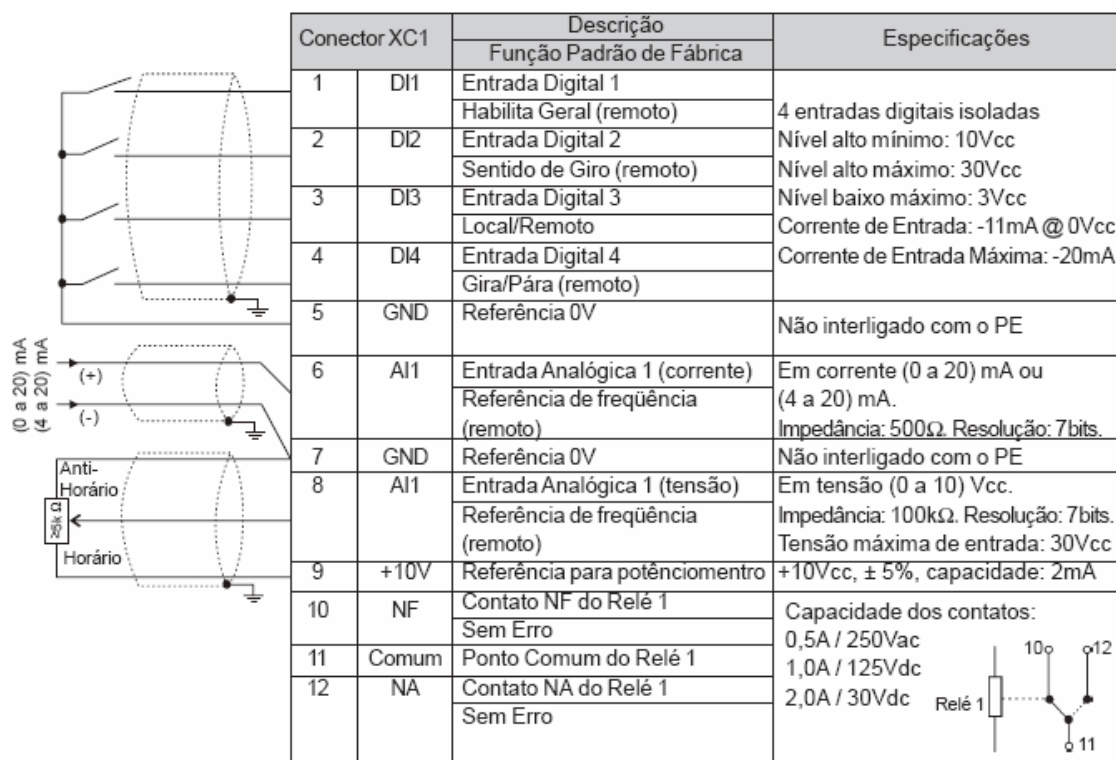 Conector XC1
Descrição
Função Padrão de Fábrica
Especificações
1 DI1 Entrada Digital 1
Habilita Geral (remoto)
2 DI2 Entrada Digital 2
Sentido de Giro (remoto)
3 DI3 Entrada Digital 3
Local/Remoto
4 DI4 Entrada Digital 4
Gira/Pára (remoto)
4 entradas digitais isoladas
Nível alto mínimo: 10Vcc
Nível alto máximo: 30Vcc
Nível baixo máximo: 3Vcc
Corrente de Entrada: -11mA @ 0Vcc
Corrente de Entrada Máxima: -20mA
5 GND Referência 0V
Não interligado com o PE
(0 a 20) mA
(4 a 20) mA
(+)
(-)
6 AI1 Entrada Analógica 1 (corrente)
Referência de freqüência
(remoto)
Em corrente (0 a 20) mA ou
(4 a 20) mA.
Impedância: 500Ω. Resolução: 7bits.
7 GND Referência 0V
Não interligado com o PE
Anti-
Horário
≥5k Ω
Horário
8 AI1 Entrada Analógica 1 (tensão)
Referência de freqüência
(remoto)
Em tensão (0 a 10) Vcc.
Impedância: 100kΩ. Resolução: 7bits.
Tensão máxima de entrada: 30Vcc
9 +10V Referência para potênciomentro
+10Vcc, ± 5%, capacidade: 2mA
10 NF Contato NF do Relé 1
Sem Erro
11 Comum Ponto Comum do Relé 1
12 NA Contato NA do Relé 1
Sem Erro
Capacidade dos contatos:
0,5A / 250Vac
1,0A / 125Vdc
2,0A / 30Vdc
Relé 1
10
12
11